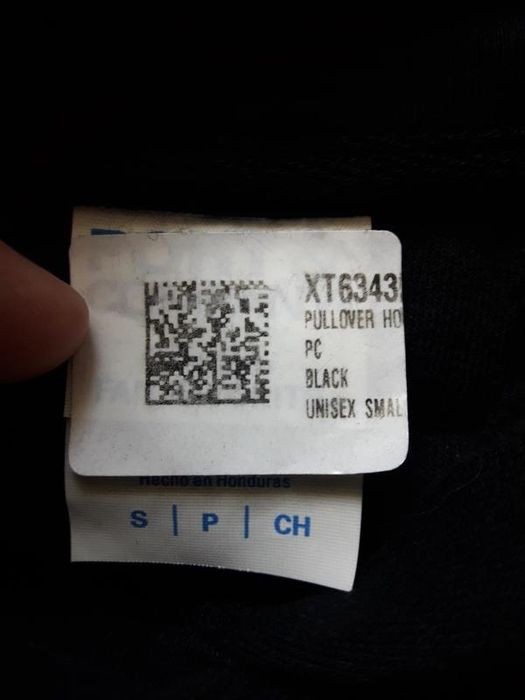 XT6343
PULLOVER HO
PC
BLACK
UNISEX SMAL
Hecho en Honduras
S | P | CH